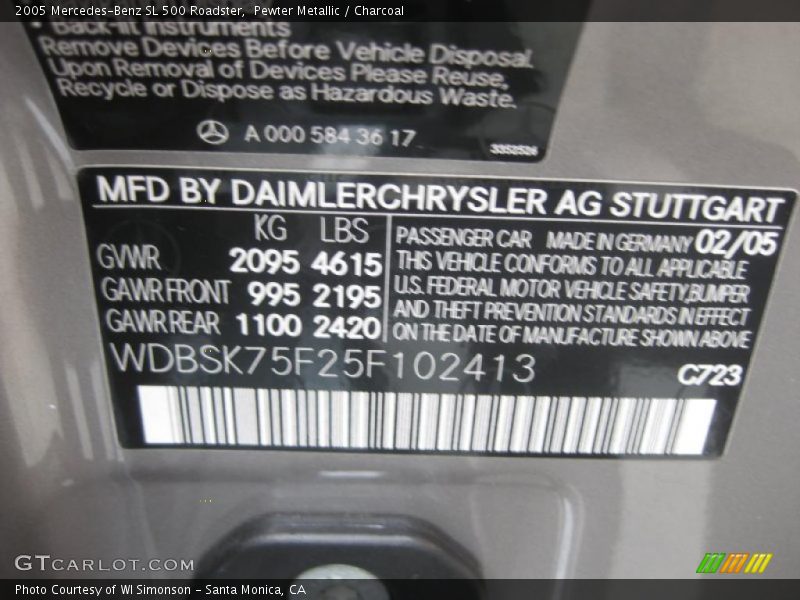 2005 Mercedes-Benz SL 500 Roadster, Pewter Metallic / Charcoal
Back-lit Instruments
Remove Devices Before Vehicle Disposal.
Upon Removal of Devices Please Reuse,
Recycle or Dispose as Hazardous Waste.
A 000 584 36 17
MFD BY DAIMLERCHRYSLER AG STUTTGART
KG LBS
GVWR 2095 4615
GAWR FRONT 995 2195
GAWR REAR 1100 2420
PASSENGER CAR MADE IN GERMANY 02/05
THIS VEHICLE CONFORMS TO ALL APPLICABLE
U.S. FEDERAL MOTOR VEHICLE SAFETY,BUMPER
AND THEFT PREVENTION STANDARDS IN EFFECT
ON THE DATE OF MANUFACTURE SHOWN ABOVE
WDBSK75F25F102413
C723
GTCARLOT.COM
Photo Courtesy of WI Simonson - Santa Monica, CA